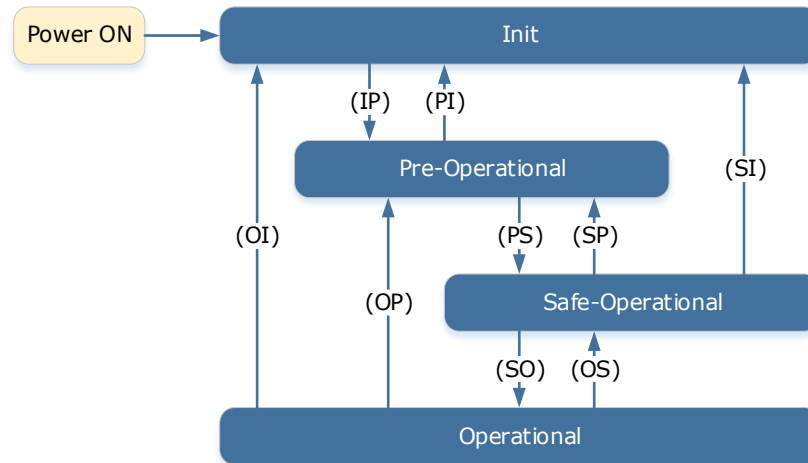 Power ON
Init
(IP)
(PI)
Pre-Operational
(SI)
(OI)
(PS)
(SP)
(OP)
Safe-Operational
(SO)
(OS)
Operational